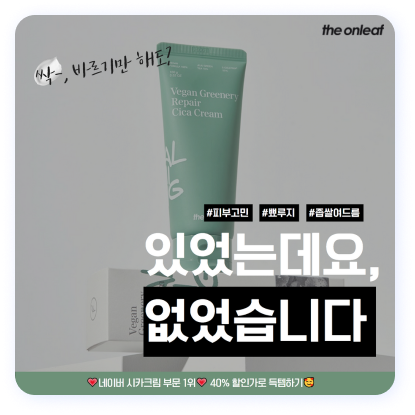 the onleaf
싹-, 바르기만 해도?
Vegan Greenery
Repair
Cica Cream
AL
G
#피부고민 #뾰루지 #좁쌀여드름
있었는데요,
없었습니다
Vegan
💗네이버 시카크림 부문 1위💗 40% 할인가로 득템하기🥰